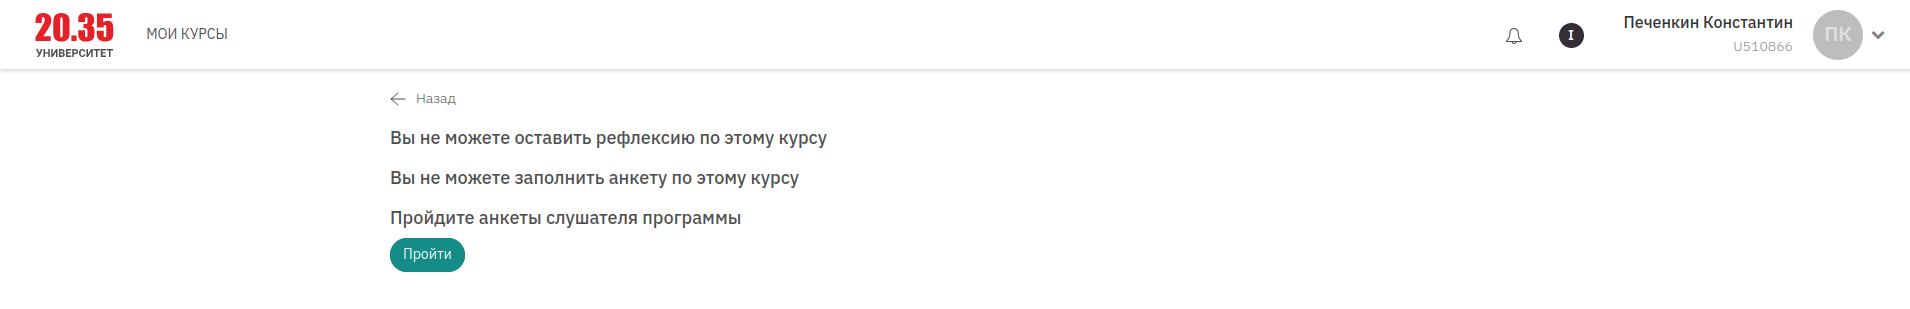 20.35
УНИВЕРСИТЕТ
МОИ КУРСЫ
I
Печенкин Константин
U510866
ПК
Назад
Вы не можете оставить рефлексию по этому курсу
Вы не можете заполнить анкету по этому курсу
Пройдите анкеты слушателя программы
Пройти